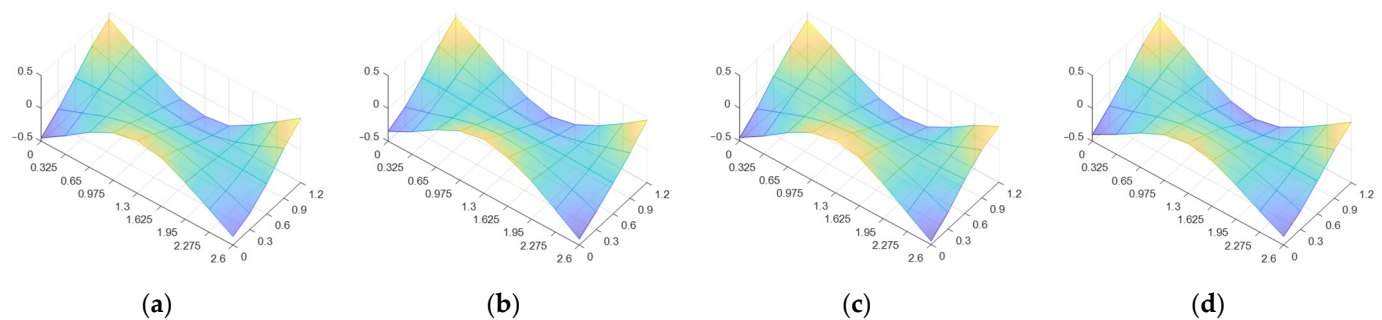 0.5 0.5 0.5 0.5
0 0 0 0
−0.5 −0.5 −0.5 −0.5
0 0 0 0
0.325 0.325 0.325 0.325
0.65 0.65 0.65 0.65
0.975 0.975 0.975 0.975
1.3 1.3 1.3 1.3
1.625 1.625 1.625 1.625
1.95 1.95 1.95 1.95
2.275 2.275 2.275 2.275
2.6 2.6 2.6 2.6
0 0 0 0
0.3 0.3 0.3 0.3
0.6 0.6 0.6 0.6
0.9 0.9 0.9 0.9
1.2 1.2 1.2 1.2
(a) (b) (c) (d)